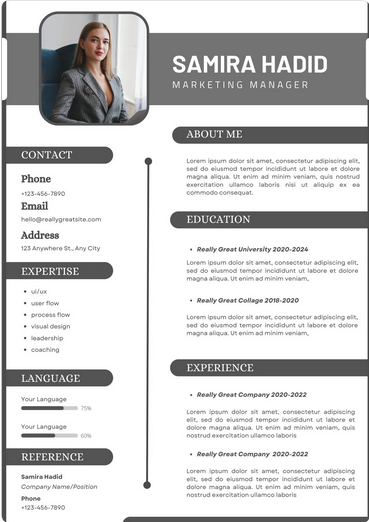 SAMIRA HADID
MARKETING MANAGER
CONTACT
Phone
+123-456-7890
Email
hello@reallygreatsite.com
Address
123 Anywhere St., Any City
EXPERTISE
ui/ux
user flow
process flow
visual design
leadership
coaching
LANGUAGE
Your Language
75%
Your Language
60%
REFERENCE
Samira Hadid
Company Name/Position
Phone
+123-456-7890
ABOUT ME
Lorem ipsum dolor sit amet, consectetur adipiscing elit,
sed do eiusmod tempor incididunt ut labore et dolore
magna aliqua. Ut enim ad minim veniam, quis nostrud
exercitation ullamco laboris nisi ut aliquip ex ea
commodo consequat.
EDUCATION
Really Great University 2020-2024
Lorem ipsum dolor sit amet, consectetur adipiscing elit,
sed do eiusmod tempor incididunt ut labore et dolore
magna aliqua. Ut enim ad minim veniam,
Really Great Collage 2018-2020
Lorem ipsum dolor sit amet, consectetur adipiscing elit,
sed do eiusmod tempor incididunt ut labore et dolore
magna aliqua. Ut enim ad minim veniam,
EXPERIENCE
Really Great Company 2020-2022
Lorem ipsum dolor sit amet, consectetur adipiscing
elit, sed do eiusmod tempor incididunt ut labore et
dolore magna aliqua. Ut enim ad minim veniam, quis
nostrud exercitation ullamco laboris
Really Great Company 2020-2022
Lorem ipsum dolor sit amet, consectetur adipiscing
elit, sed do eiusmod tempor incididunt ut labore et
dolore magna aliqua. Ut enim ad minim veniam, quis
nostrud exercitation ullamco laboris